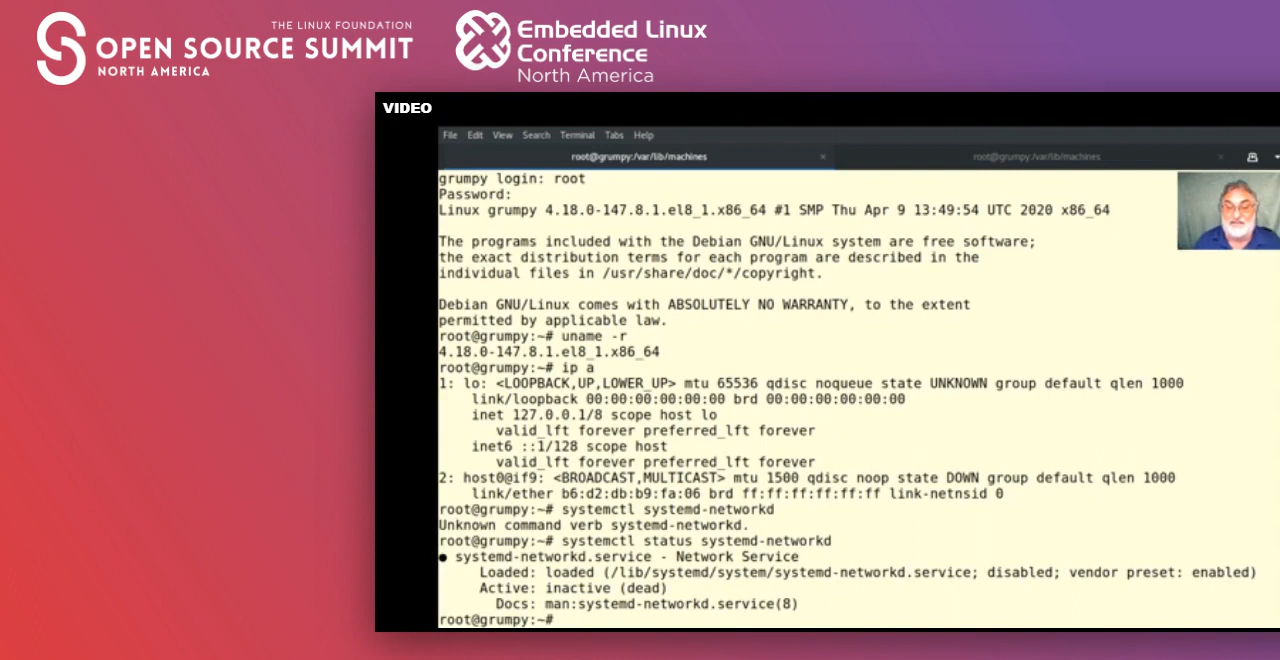 THE LINUX FOUNDATION
OPEN SOURCE SUMMIT
NORTH AMERICA
Embedded Linux
Conference
North America
VIDEO
File Edit View Search Terminal Tabs Help
root@grumpy:/var/lib/machines × root@grumpy:/var/lib/machines ×
grumpy login: root
Password:
Linux grumpy 4.18.0-147.8.1.el8_1.x86_64 #1 SMP Thu Apr 9 13:49:54 UTC 2020 x86_64
The programs included with the Debian GNU/Linux system are free software;
the exact distribution terms for each program are described in the
individual files in /usr/share/doc/*/copyright.
Debian GNU/Linux comes with ABSOLUTELY NO WARRANTY, to the extent
permitted by applicable law.
root@grumpy:~# uname -r
4.18.0-147.8.1.el8_1.x86_64
root@grumpy:~# ip a
1: lo: <LOOPBACK,UP,LOWER_UP> mtu 65536 qdisc noqueue state UNKNOWN group default qlen 1000
    link/loopback 00:00:00:00:00:00 brd 00:00:00:00:00:00
    inet 127.0.0.1/8 scope host lo
       valid_lft forever preferred_lft forever
    inet6 ::1/128 scope host
       valid_lft forever preferred_lft forever
2: host0@if9: <BROADCAST,MULTICAST> mtu 1500 qdisc noop state DOWN group default qlen 1000
    link/ether b6:d2:db:b9:fa:06 brd ff:ff:ff:ff:ff:ff link-netnsid 0
root@grumpy:~# systemctl systemd-networkd
Unknown command verb systemd-networkd.
root@grumpy:~# systemctl status systemd-networkd
● systemd-networkd.service - Network Service
     Loaded: loaded (/lib/systemd/system/systemd-networkd.service; disabled; vendor preset: enabled)
     Active: inactive (dead)
       Docs: man:systemd-networkd.service(8)
root@grumpy:~#